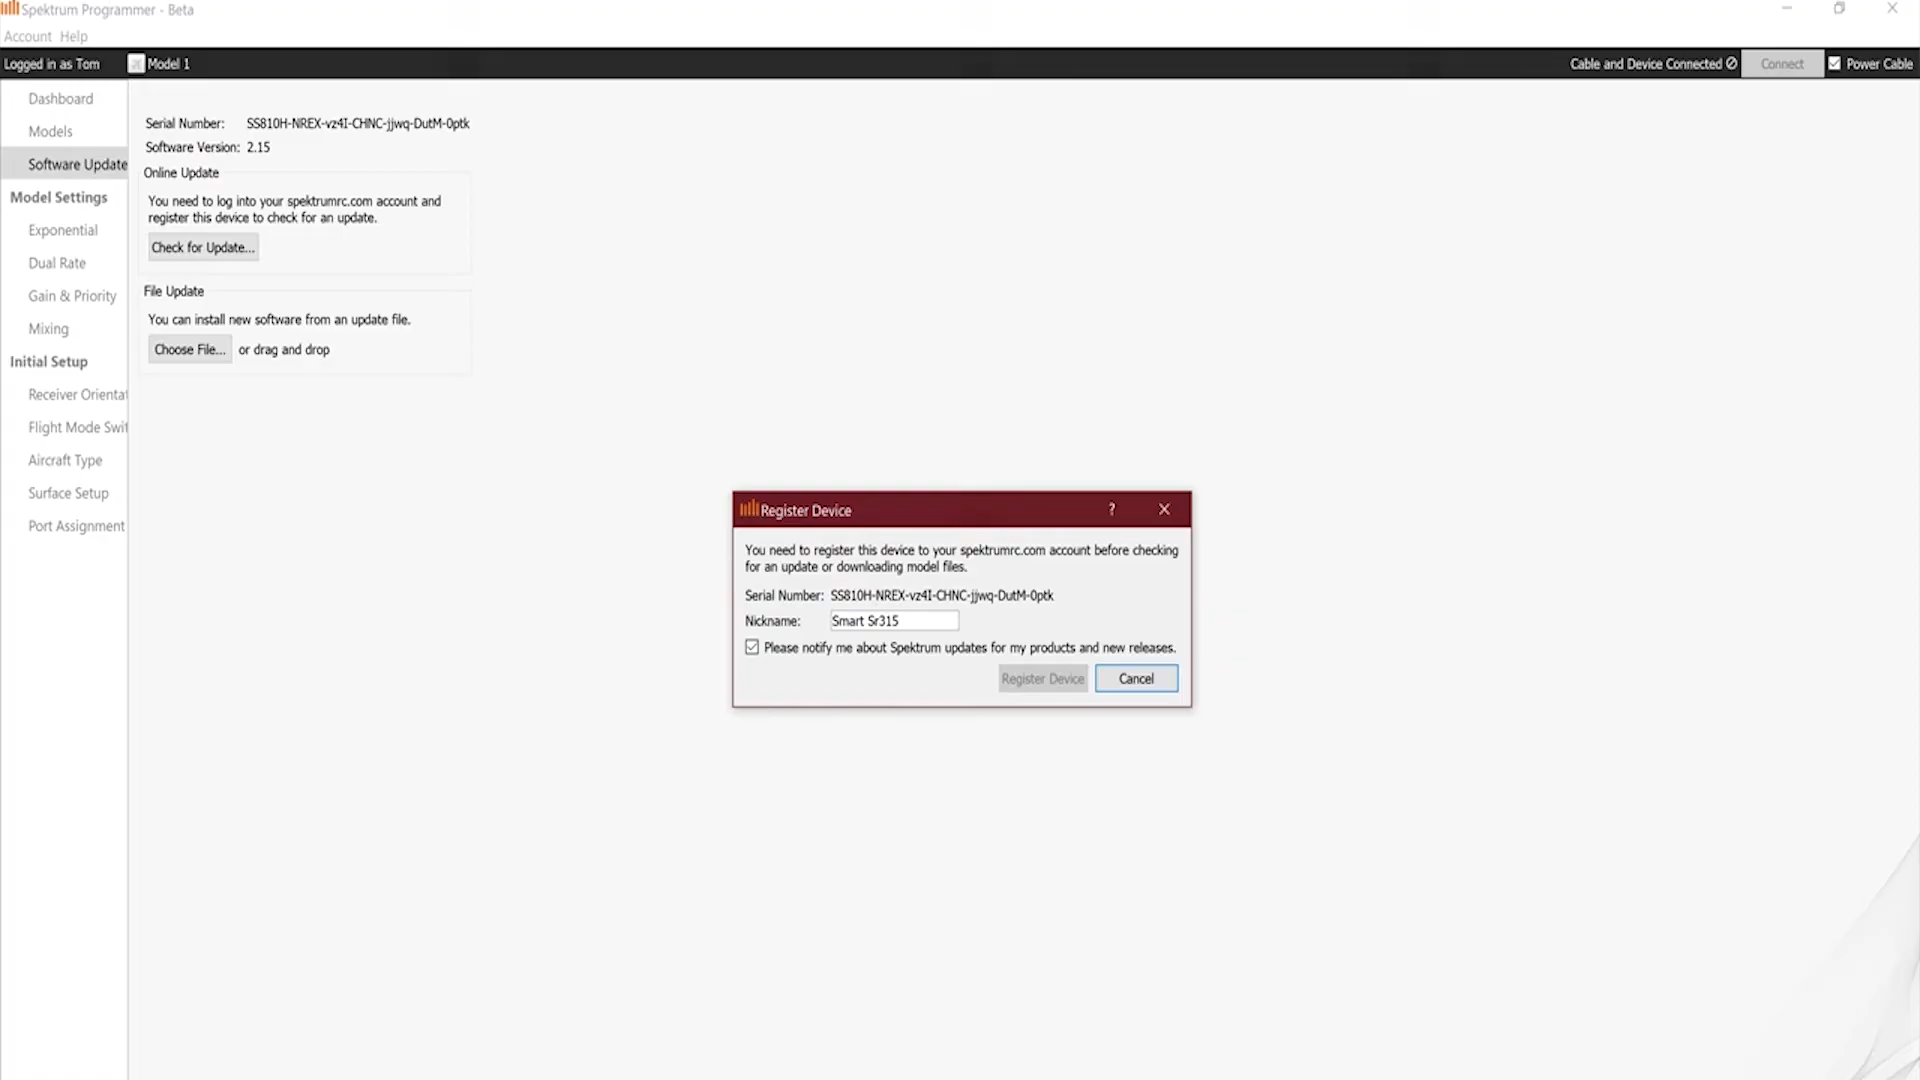 Spektrum Programmer - Beta
Account Help
Logged in as Tom
Model 1
Cable and Device Connected
Connect
Power Cable
Dashboard
Models
Software Update
Model Settings
Exponential
Dual Rate
Gain & Priority
Mixing
Initial Setup
Receiver Orientat
Flight Mode Swit
Aircraft Type
Surface Setup
Port Assignment
Serial Number: SS810H-NREX-vz4I-CHNC-jjwq-DutM-0ptk
Software Version: 2.15
Online Update
You need to log into your spektrumrc.com account and
register this device to check for an update.
Check for Update...
File Update
You can install new software from an update file.
Choose File... or drag and drop
Register Device ?
You need to register this device to your spektrumrc.com account before checking
for an update or downloading model files.
Serial Number: SS810H-NREX-vz4I-CHNC-jjwq-DutM-0ptk
Nickname: Smart Sr315
Please notify me about Spektrum updates for my products and new releases.
Register Device Cancel